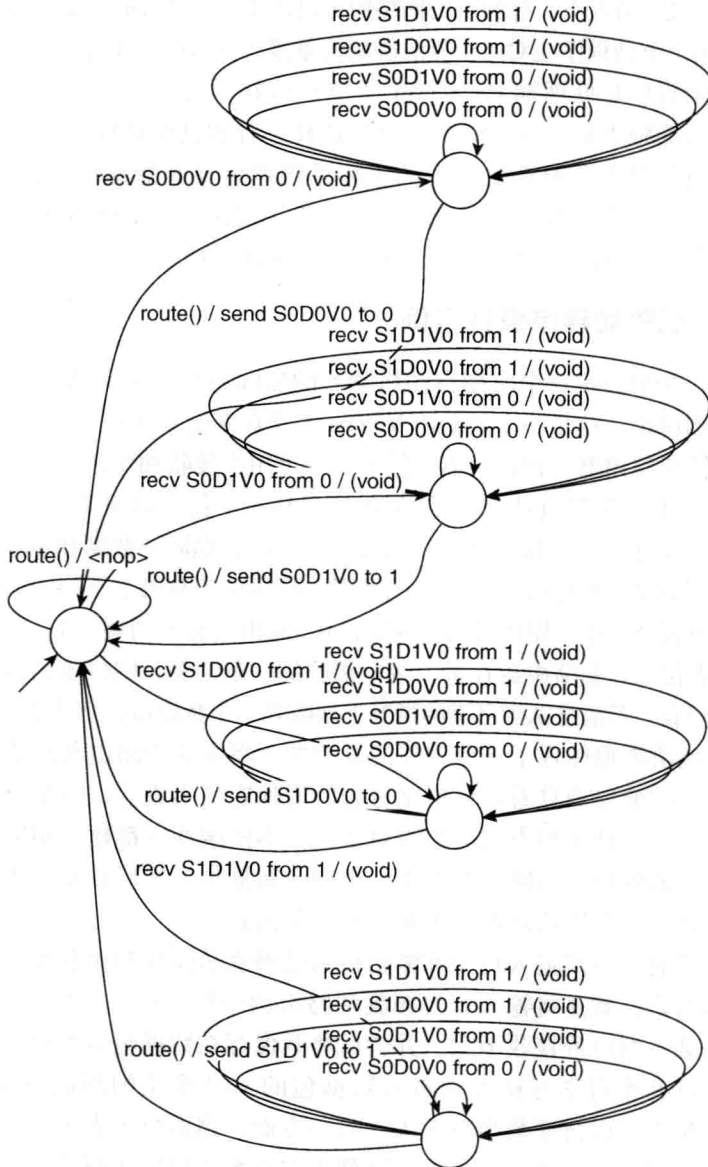 recv S1D1V0 from 1 / (void)
recv S1D0V0 from 1 / (void)
recv S0D1V0 from 0 / (void)
recv S0D0V0 from 0 / (void)
recv S0D0V0 from 0 / (void)
route() / send S0D0V0 to 0
recv S1D1V0 from 1 / (void)
recv S1D0V0 from 1 / (void)
recv S0D1V0 from 0 / (void)
recv S0D0V0 from 0 / (void)
recv S0D1V0 from 0 / (void)
route() / <nop>
route() / send S0D1V0 to 1
recv S1D1V0 from 1 / (void)
recv S1D0V0 from 1 / (void)
recv S1D0V0 from 1 / (void)
recv S0D1V0 from 0 / (void)
recv S0D0V0 from 0 / (void)
route() / send S1D0V0 to 0
recv S1D1V0 from 1 / (void)
recv S1D1V0 from 1 / (void)
recv S1D0V0 from 1 / (void)
recv S0D1V0 from 0 / (void)
route() / send S1D1V0 to 1
recv S0D0V0 from 0 / (void)